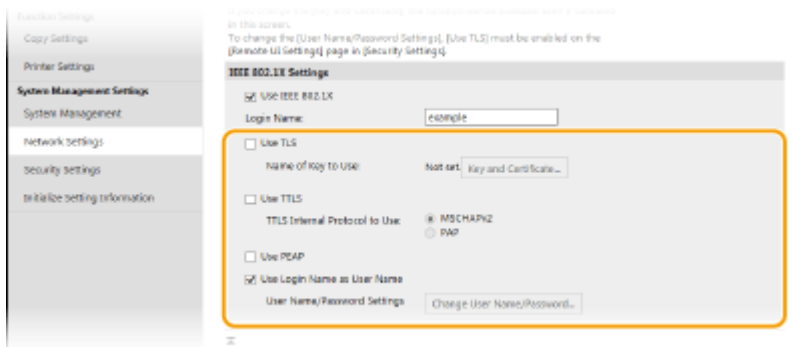 Function Settings
Copy Settings
Printer Settings
System Management Settings
System Management
Network Settings
Security Settings
Initialize Setting Information
in this screen.
To change the [User Name/Password Settings], [Use TLS] must be enabled on the
[Remote UI Settings] page in [Security Settings].
IEEE 802.1X Settings
Use IEEE 802.1X
Login Name: example
Use TLS
Name of Key to Use: Not set. Key and Certificate...
Use TTLS
TTLS Internal Protocol to Use: MSCHAPv2
PAP
Use PEAP
Use Login Name as User Name
User Name/Password Settings Change User Name/Password...